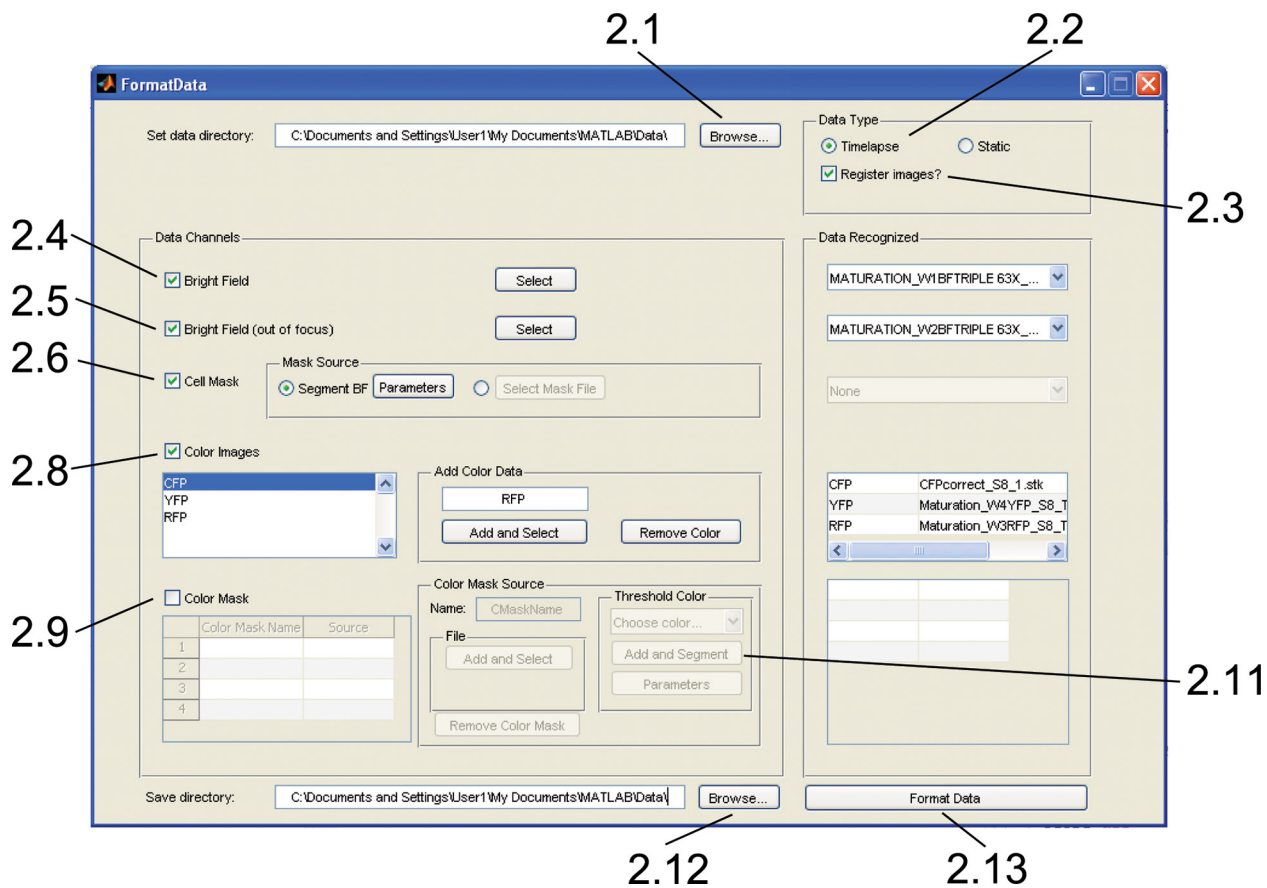 2.1
2.2
FormatData
Set data directory:
C:\Documents and Settings\User1\My Documents\MATLAB\Data\
Browse...
Data Type
Timelapse
Static
Register images?
2.3
2.4
Data Channels
Data Recognized
Bright Field
Select
MATURATION_W1BFTRIPLE 63X_...
2.5
Bright Field (out of focus)
Select
MATURATION_W2BFTRIPLE 63X_...
2.6
Cell Mask
Mask Source
Segment BF
Parameters
Select Mask File
None
2.8
Color Images
CFP
YFP
RFP
Add Color Data
RFP
Add and Select
Remove Color
CFP CFPcorrect_S8_1.stk
YFP Maturation_W4YFP_S8_T
RFP Maturation_W3RFP_S8_T
2.9
Color Mask
Color Mask Name Source
1
2
3
4
Color Mask Source
Name:
CMaskName
File
Add and Select
Remove Color Mask
Threshold Color
Choose color...
Add and Segment
Parameters
2.11
Save directory:
C:\Documents and Settings\User1\My Documents\MATLAB\Data\
Browse...
Format Data
2.12
2.13